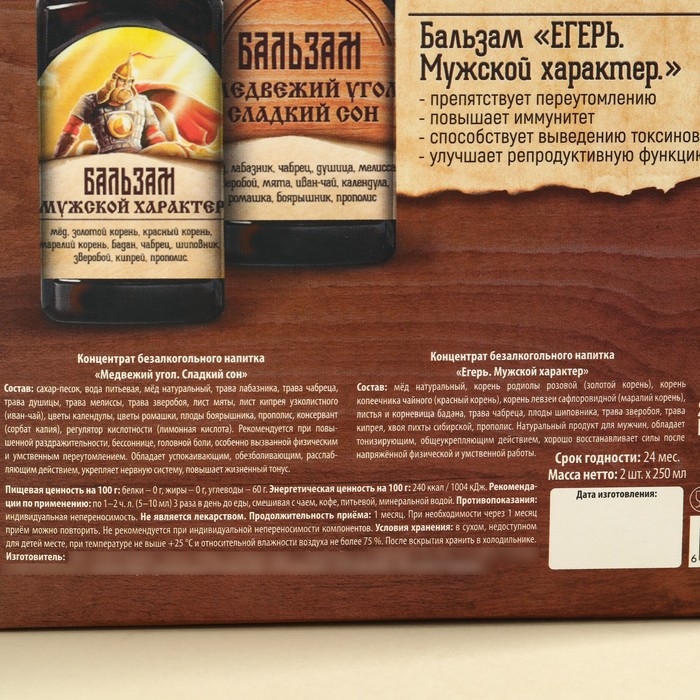 Бальзам «ЕГЕРЬ.
Мужской характер.»
- препятствует переутомлению
- повышает иммунитет
- способствует выведению токсинов
- улучшает репродуктивную функцию
БАЛЬЗАМ
МЕДВЕЖИЙ УГОЛ
СЛАДКИЙ СОН
лабазник, чабрец, душица, мелисса,
зверобой, мята, иван-чай, календула,
ромашка, боярышник, прополис
БАЛЬЗАМ
МУЖСКОЙ ХАРАКТЕР
мёд, золотой корень, красный корень,
маралий корень, бадан, чабрец, шиповник,
зверобой, кипрей, прополис.
Концентрат безалкогольного напитка
«Медвежий угол. Сладкий сон»
Состав: сахар-песок, вода питьевая, мёд натуральный, трава лабазника, трава чабреца,
трава душицы, трава мелиссы, трава зверобоя, лист мяты, лист кипрея узколистного
(иван-чай), цветы календулы, цветы ромашки, плоды боярышника, прополис, консервант
(сорбат калия), регулятор кислотности (лимонная кислота). Рекомендуется при повы-
шенной раздражительности, бессоннице, головной боли, особенно вызванной физическим
и умственным переутомлением. Обладает успокаивающим, обезболивающим, расслаб-
ляющим действием, укрепляет нервную систему, повышает жизненный тонус.
Концентрат безалкогольного напитка
«Егерь. Мужской характер»
Состав: мёд натуральный, корень родиолы розовой (золотой корень), корень
копеечника чайного (красный корень), корень левзеи сафлоровидной (маралий корень),
листья и корневища бадана, трава чабреца, плоды шиповника, трава зверобоя, трава
кипрея, хвоя пихты сибирской, прополис. Натуральный продукт для мужчин, обладает
тонизирующим, общеукрепляющим действием, хорошо восстанавливает силы после
напряжённой физической и умственной работы.
Срок годности: 24 мес.
Масса нетто: 2 шт. х 250 мл
Дата изготовления:
Пищевая ценность на 100 г: белки – 0 г, жиры – 0 г, углеводы – 60 г. Энергетическая ценность на 100 г: 240 ккал / 1004 кДж. Рекоменда-
ции по применению: по 1–2 ч. л. (5–10 мл) 3 раза в день до еды, смешивая с чаем, кофе, питьевой, минеральной водой. Противопоказания:
индивидуальная непереносимость. Не является лекарством. Продолжительность приёма: 1 месяц. При необходимости через 1 месяц
приём можно повторить. Не рекомендуется при индивидуальной непереносимости компонентов. Условия хранения: в сухом, недоступном
для детей месте, при температуре не выше +25 °С и относительной влажности воздуха не более 75 %. После вскрытия хранить в холодильнике.
Изготовитель: